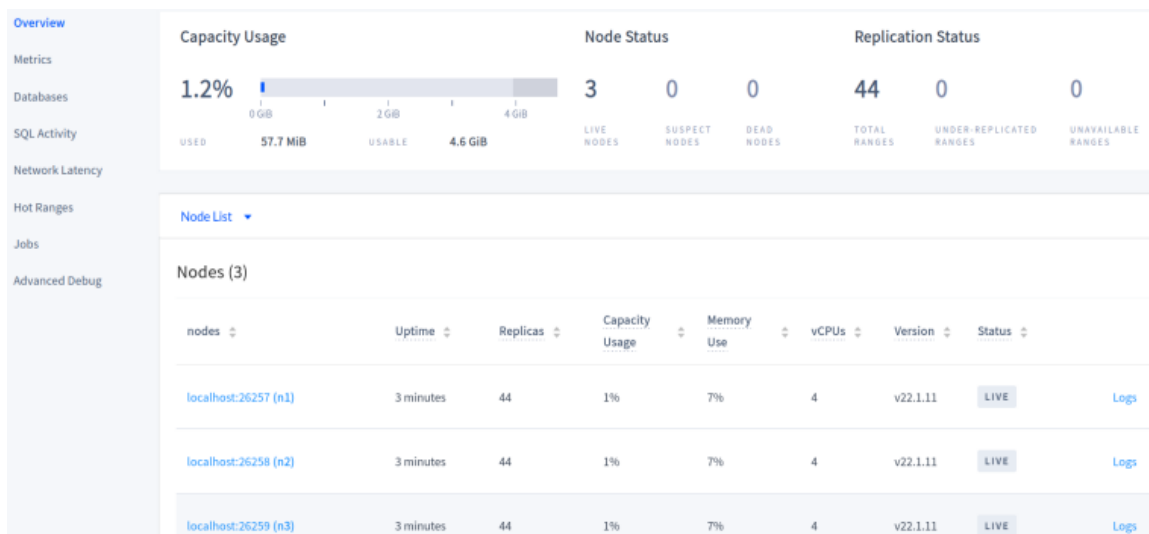 Overview
Metrics
Databases
SQL Activity
Network Latency
Hot Ranges
Jobs
Advanced Debug
Capacity Usage
1.2%
0 GiB 2 GiB 4 GiB
USED 57.7 MiB USABLE 4.6 GiB
Node Status
3 0 0
LIVE NODES SUSPECT NODES DEAD NODES
Replication Status
44 0 0
TOTAL RANGES UNDER-REPLICATED RANGES UNAVAILABLE RANGES
Node List
Nodes (3)
nodes Uptime Replicas Capacity Usage Memory Use vCPUs Version Status
localhost:26257 (n1) 3 minutes 44 1% 7% 4 v22.1.11 LIVE Logs
localhost:26258 (n2) 3 minutes 44 1% 7% 4 v22.1.11 LIVE Logs
localhost:26259 (n3) 3 minutes 44 1% 7% 4 v22.1.11 LIVE Logs